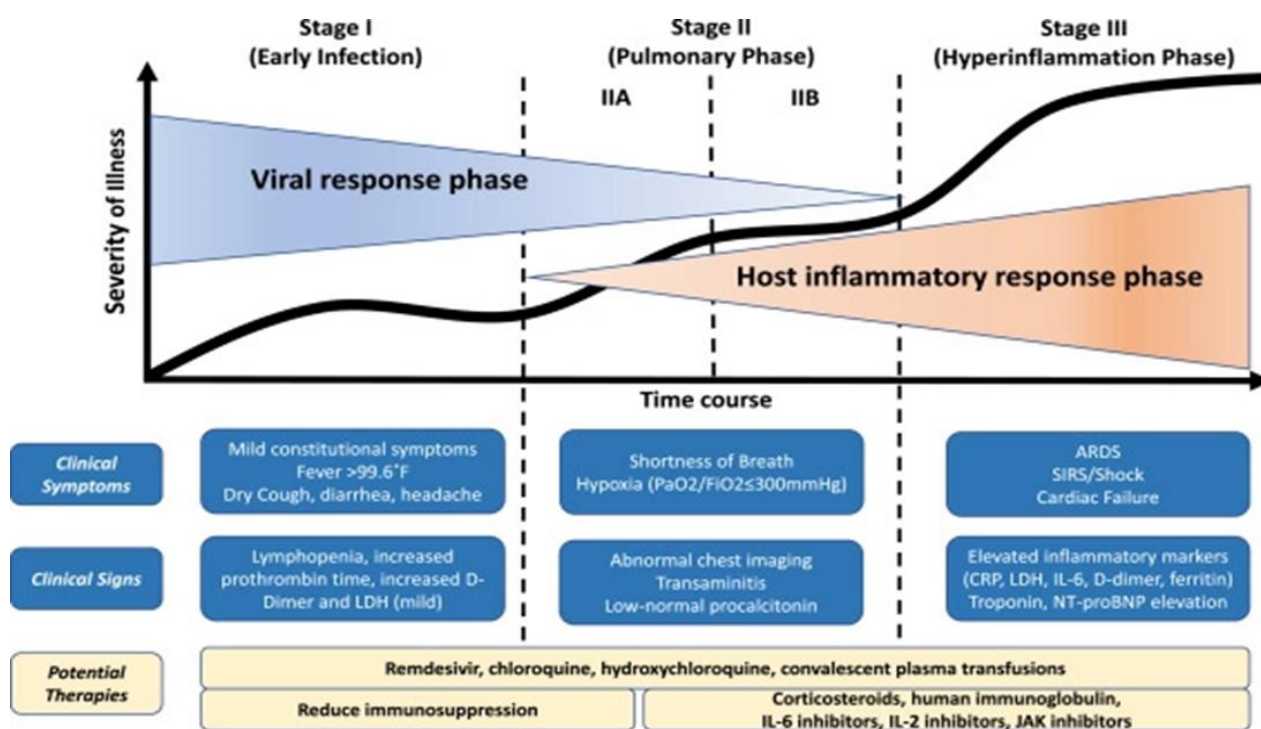 Stage I
(Early Infection)
Stage II
(Pulmonary Phase)
Stage III
(Hyperinflammation Phase)
IIA
IIB
Severity of Illness
Viral response phase
Host inflammatory response phase
Time course
Clinical
Symptoms
Mild constitutional symptoms
Fever >99.6°F
Dry Cough, diarrhea, headache
Shortness of Breath
Hypoxia (PaO2/FiO2≤300mmHg)
ARDS
SIRS/Shock
Cardiac Failure
Clinical Signs
Lymphopenia, increased
prothrombin time, increased D-
Dimer and LDH (mild)
Abnormal chest imaging
Transaminitis
Low-normal procalcitonin
Elevated inflammatory markers
(CRP, LDH, IL-6, D-dimer, ferritin)
Troponin, NT-proBNP elevation
Potential
Therapies
Remdesivir, chloroquine, hydroxychloroquine, convalescent plasma transfusions
Reduce immunosuppression
Corticosteroids, human immunoglobulin,
IL-6 inhibitors, IL-2 inhibitors, JAK inhibitors